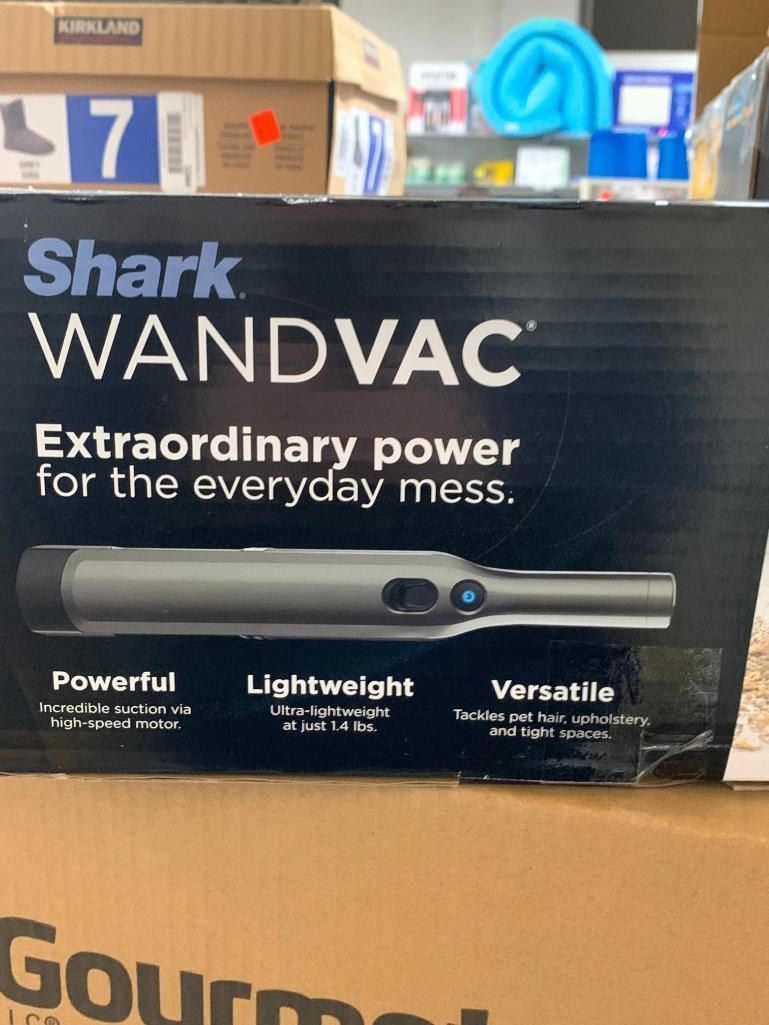 KIRKLAND
7
Shark.
WANDVAC®
Extraordinary power
for the everyday mess.
Powerful
Incredible suction via
high-speed motor.
Lightweight
Ultra-lightweight
at just 1.4 lbs.
Versatile
Tackles pet hair, upholstery,
and tight spaces.